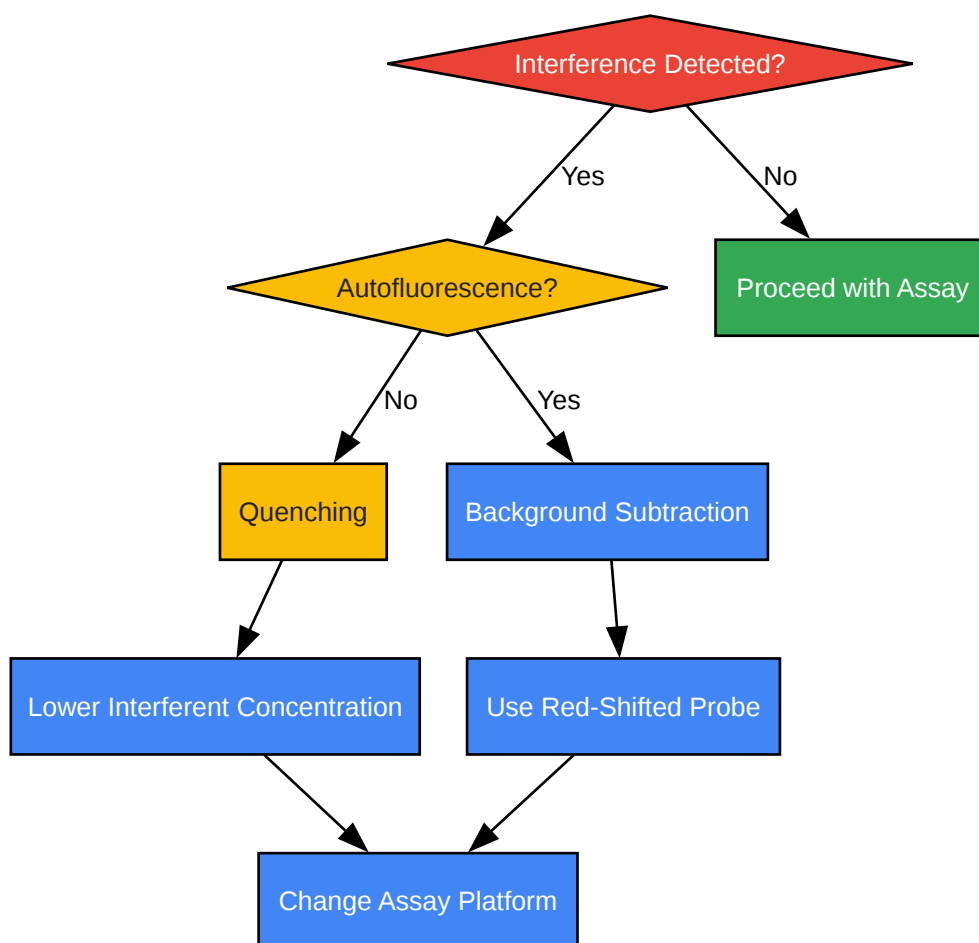 Interference Detected?
Yes
No
Autofluorescence?
Proceed with Assay
No
Yes
Quenching
Background Subtraction
Lower Interferent Concentration
Use Red-Shifted Probe
Change Assay Platform